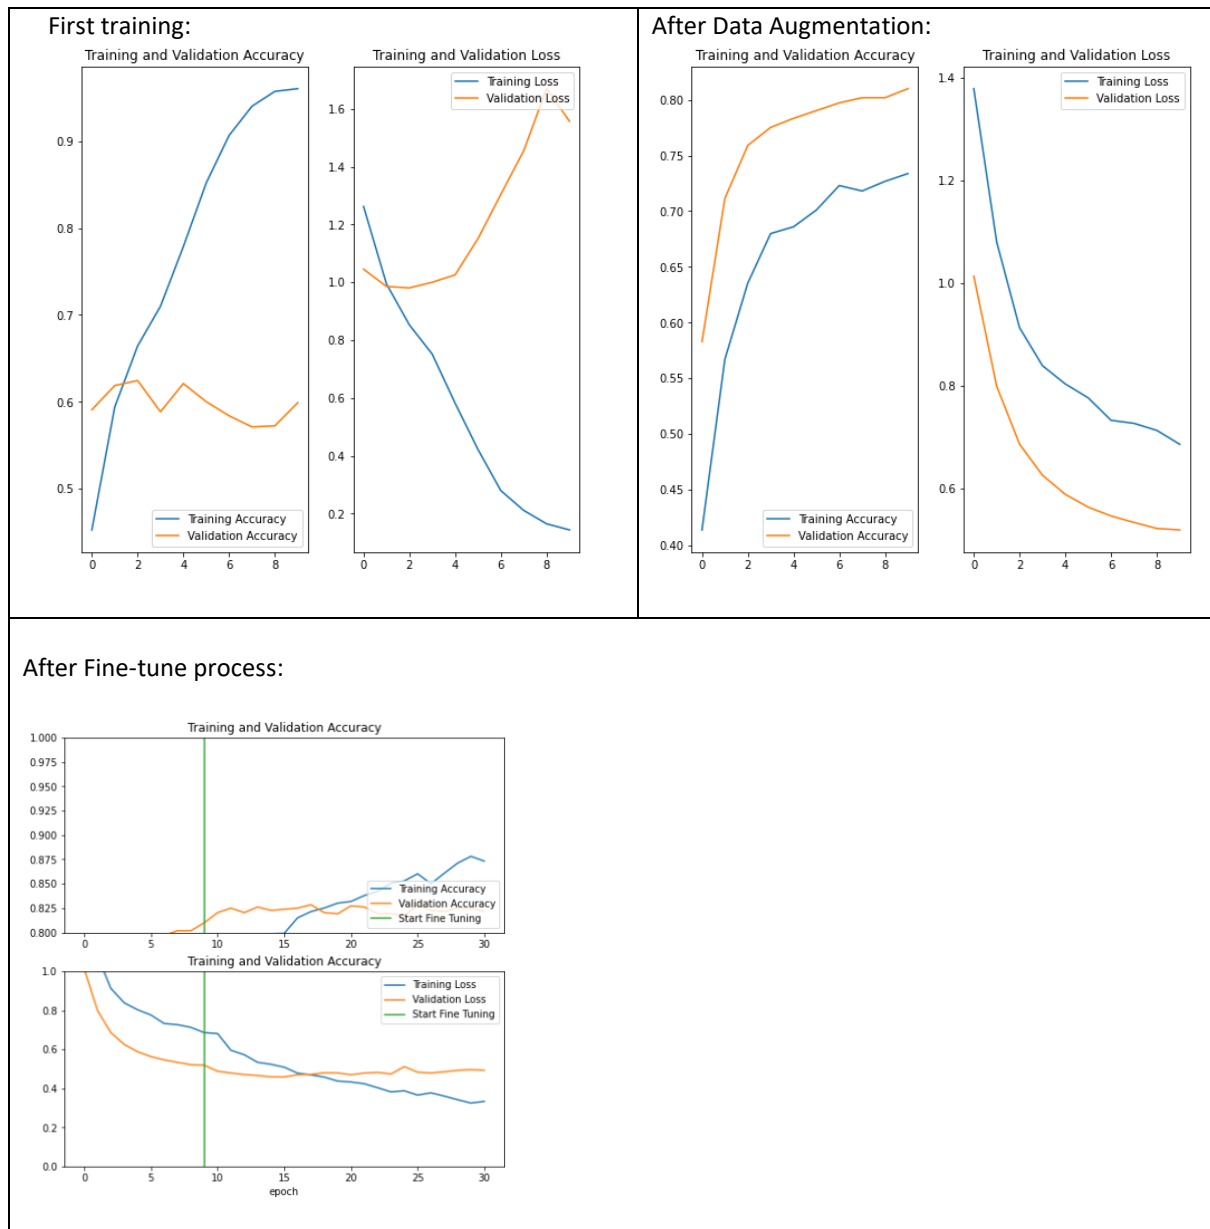 First training:
Training and Validation Accuracy
0.9
0.8
0.7
0.6
0.5
Training Accuracy
Validation Accuracy
0 2 4 6 8
Training and Validation Loss
Training Loss
Validation Loss
1.6
1.4
1.2
1.0
0.8
0.6
0.4
0.2
0 2 4 6 8
After Data Augmentation:
Training and Validation Accuracy
0.80
0.75
0.70
0.65
0.60
0.55
0.50
0.45
0.40
Training Accuracy
Validation Accuracy
0 2 4 6 8
Training and Validation Loss
1.4
Training Loss
Validation Loss
1.2
1.0
0.8
0.6
0 2 4 6 8
After Fine-tune process:
Training and Validation Accuracy
1.000
0.975
0.950
0.925
0.900
0.875
0.850
0.825
0.800
Training Accuracy
Validation Accuracy
Start Fine Tuning
0 5 10 15 20 25 30
Training and Validation Accuracy
1.0
0.8
0.6
0.4
0.2
0.0
Training Loss
Validation Loss
Start Fine Tuning
0 5 10 15 20 25 30
epoch